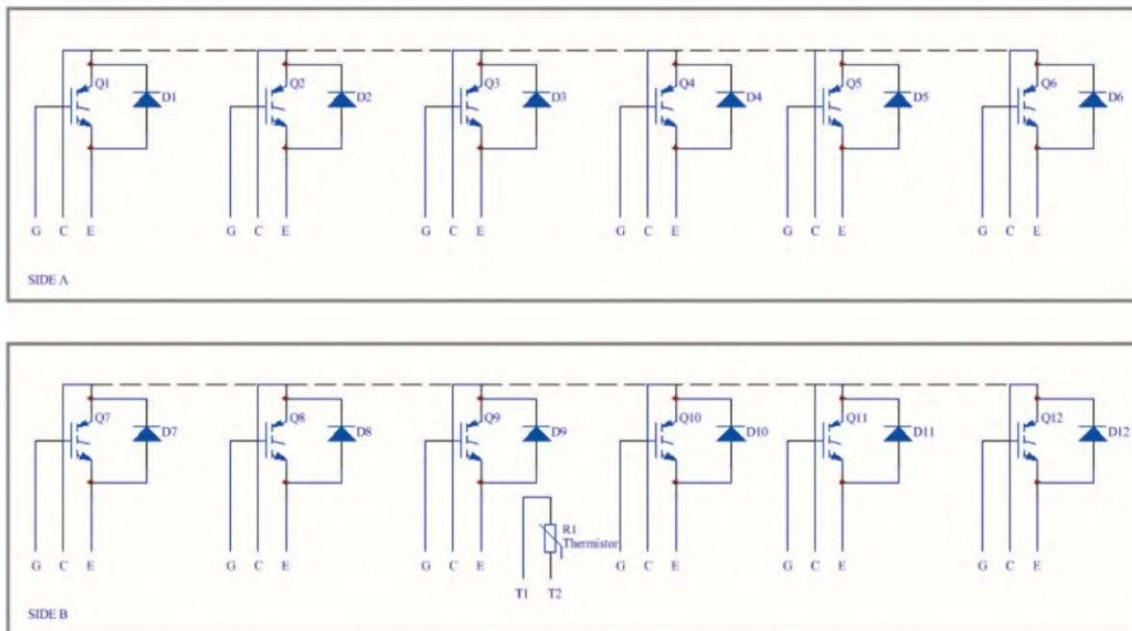 Q1 D1 Q2 D2 Q3 D3 Q4 D4 Q5 D5 Q6 D6
G C E G C E G C E G C E G C E G C E
SIDE A
Q7 D7 Q8 D8 Q9 D9 Q10 D10 Q11 D11 Q12 D12
R1
Thermistor
G C E G C E G C E G C E G C E G C E
T1 T2
SIDE B